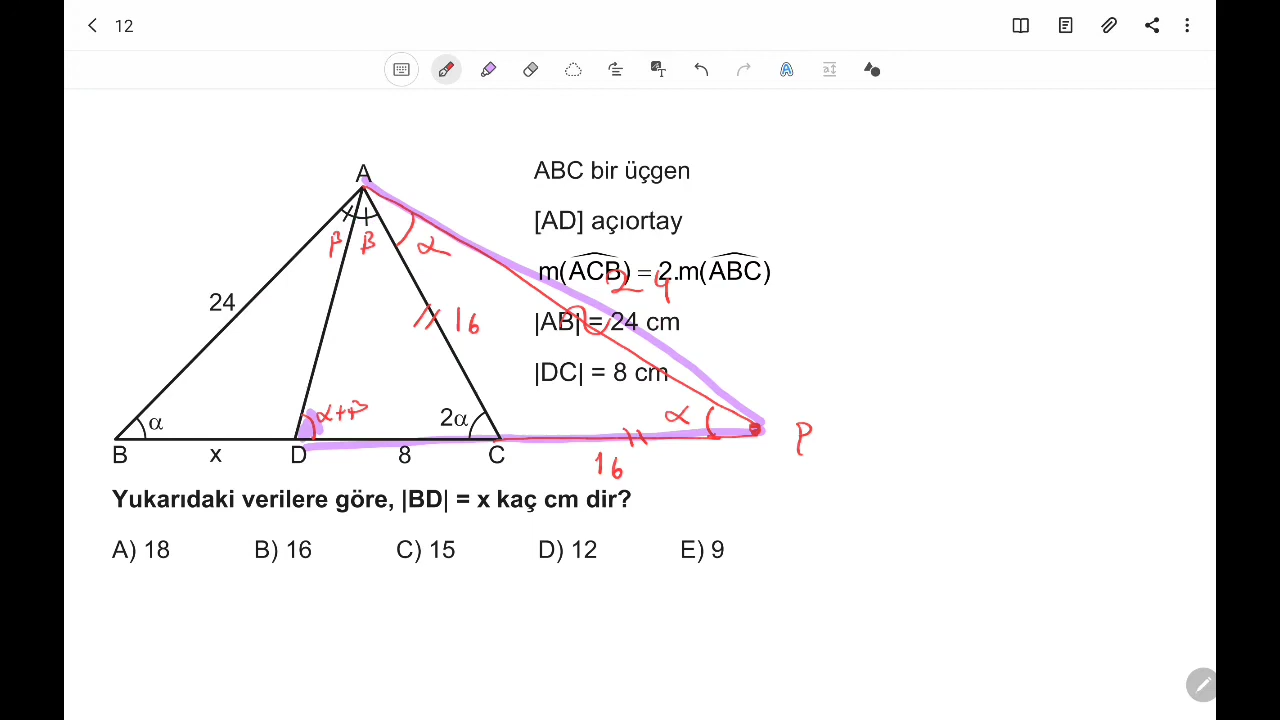 12
A
ABC bir üçgen
[AD] açıortay
m(ACB) = 2.m(ABC)
|AB| = 24 cm
|DC| = 8 cm
β β α
24
24
16
α 2α α+β α
B x D 8 C 16 P
Yukarıdaki verilere göre, |BD| = x kaç cm dir?
A) 18 B) 16 C) 15 D) 12 E) 9